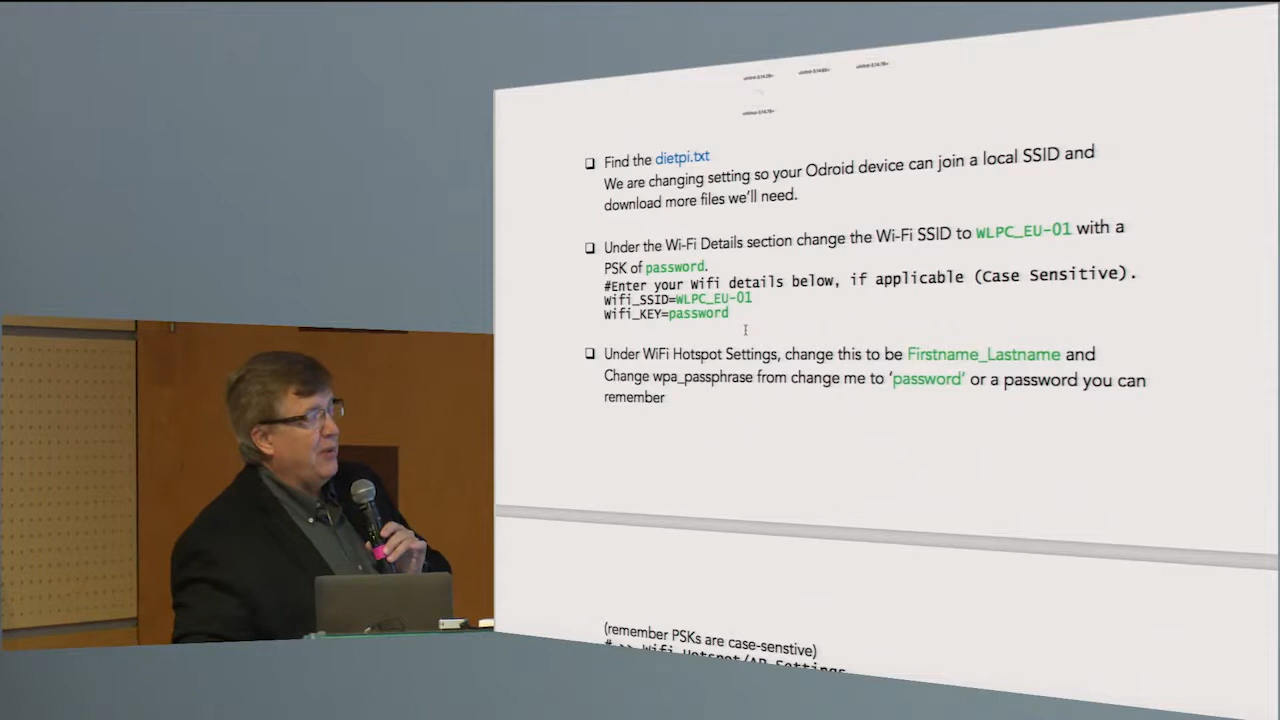 Find the dietpi.txt
We are changing setting so your Odroid device can join a local SSID and
download more files we'll need.
Under the Wi-Fi Details section change the Wi-Fi SSID to WLPC_EU-01 with a
PSK of password.
#Enter your Wifi details below, if applicable (Case Sensitive).
Wifi_SSID=WLPC_EU-01
Wifi_KEY=password
Under WiFi Hotspot Settings, change this to be Firstname_Lastname and
Change wpa_passphrase from change me to 'password' or a password you can
remember
(remember PSKs are case-senstive)
# >> Wifi Hotspot/AP Settings